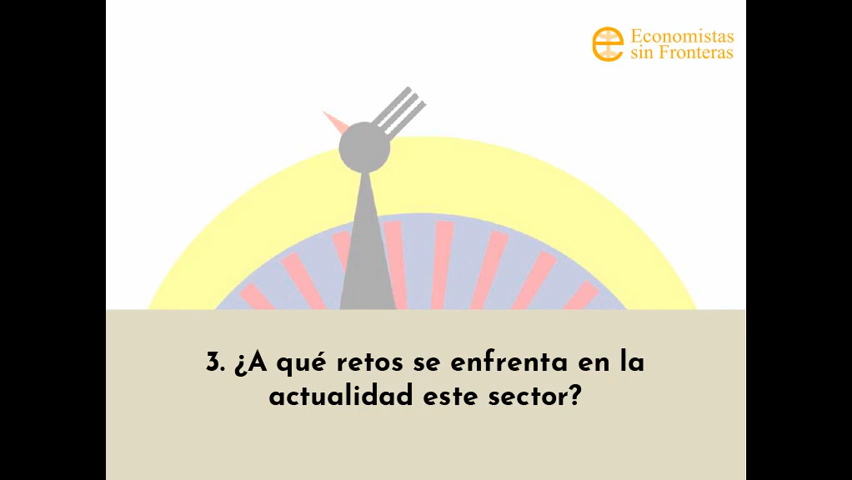 Economistas
sin Fronteras
3. ¿A qué retos se enfrenta en la
actualidad este sector?